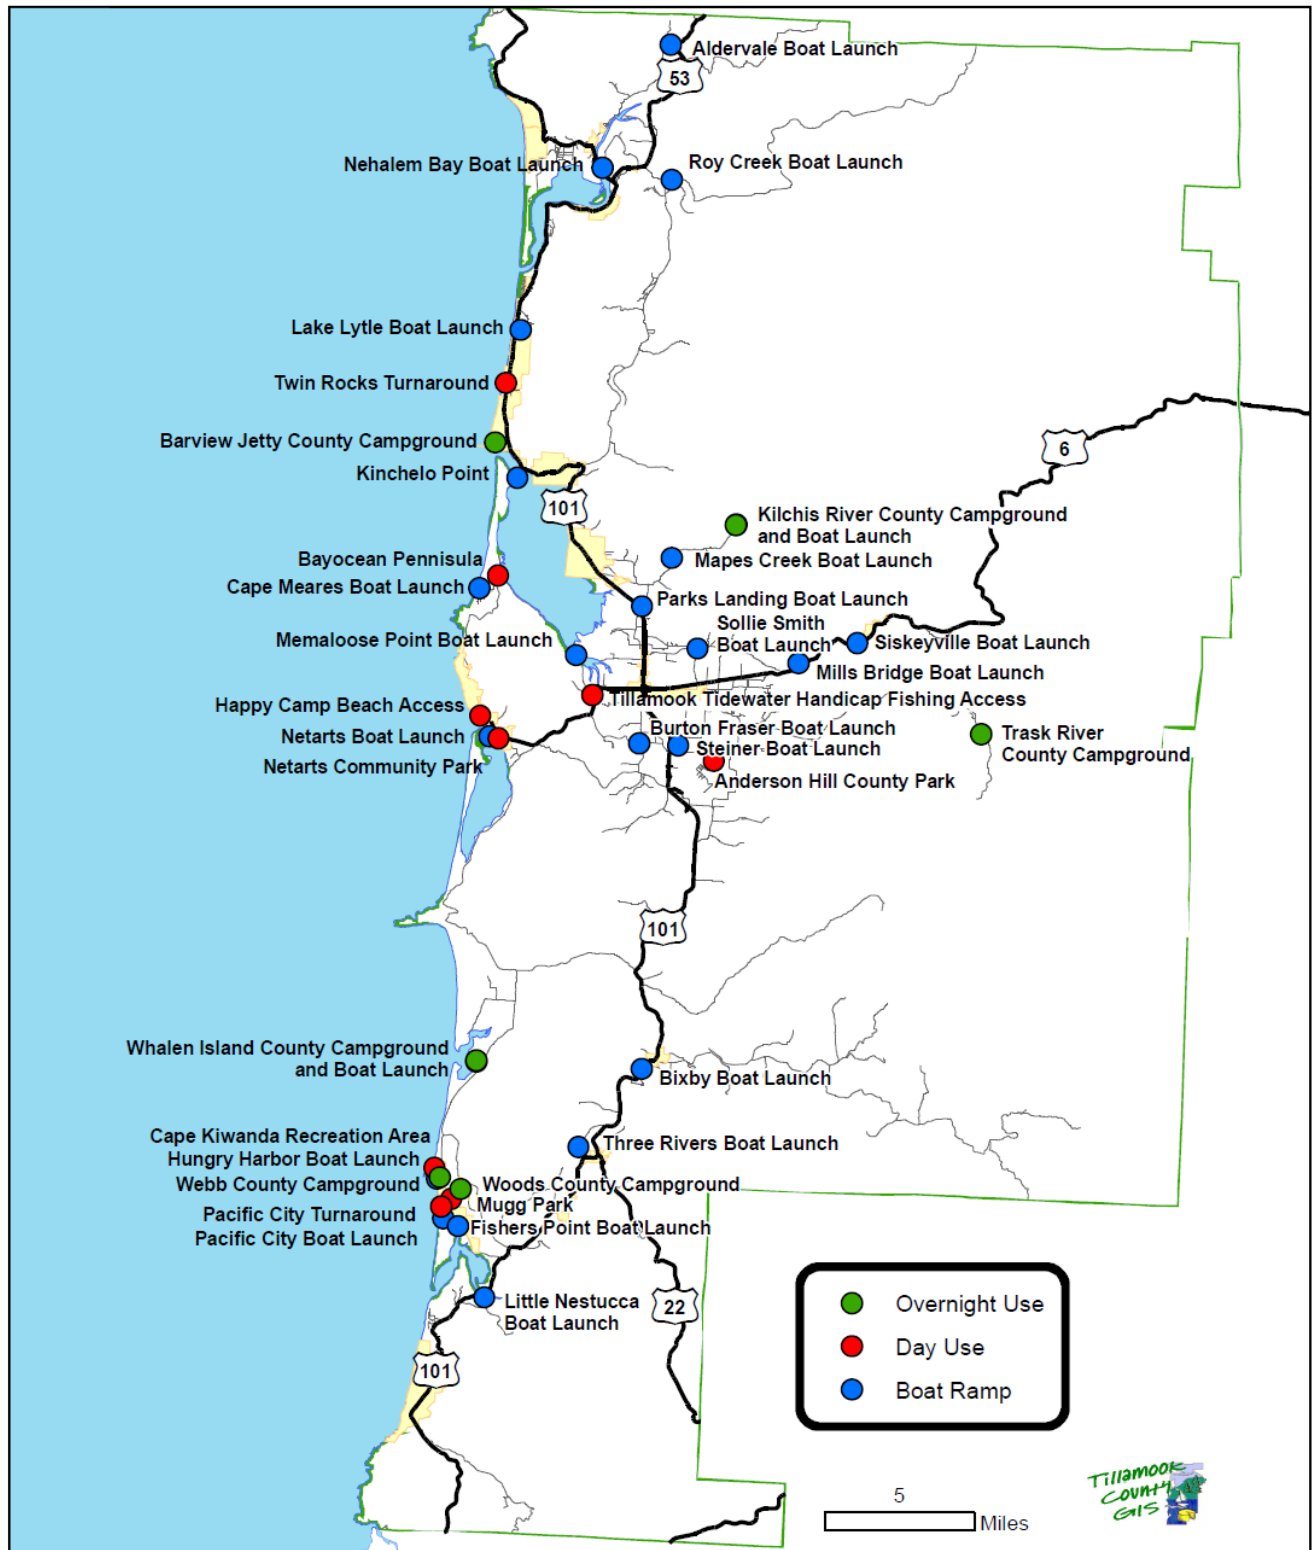 Aldervale Boat Launch
53
Nehalem Bay Boat Launch
Roy Creek Boat Launch
Lake Lytle Boat Launch
Twin Rocks Turnaround
Barview Jetty County Campground
6
Kinchelo Point
101
Kilchis River County Campground
and Boat Launch
Mapes Creek Boat Launch
Bayocean Pennisula
Cape Meares Boat Launch
Parks Landing Boat Launch
Sollie Smith
Boat Launch
Memaloose Point Boat Launch
Siskeyville Boat Launch
Mills Bridge Boat Launch
Tillamook Tidewater Handicap Fishing Access
Happy Camp Beach Access
Netarts Boat Launch
Netarts Community Park
Burton Fraser Boat Launch
Steiner Boat Launch
Anderson Hill County Park
Trask River
County Campground
101
Whalen Island County Campground
and Boat Launch
Bixby Boat Launch
Cape Kiwanda Recreation Area
Hungry Harbor Boat Launch
Webb County Campground
Three Rivers Boat Launch
Woods County Campground
Mugg Park
Pacific City Turnaround
Pacific City Boat Launch
Fishers Point Boat Launch
Little Nestucca
Boat Launch
22
101
Overnight Use
Day Use
Boat Ramp
5
Miles
Tillamook
County
GIS